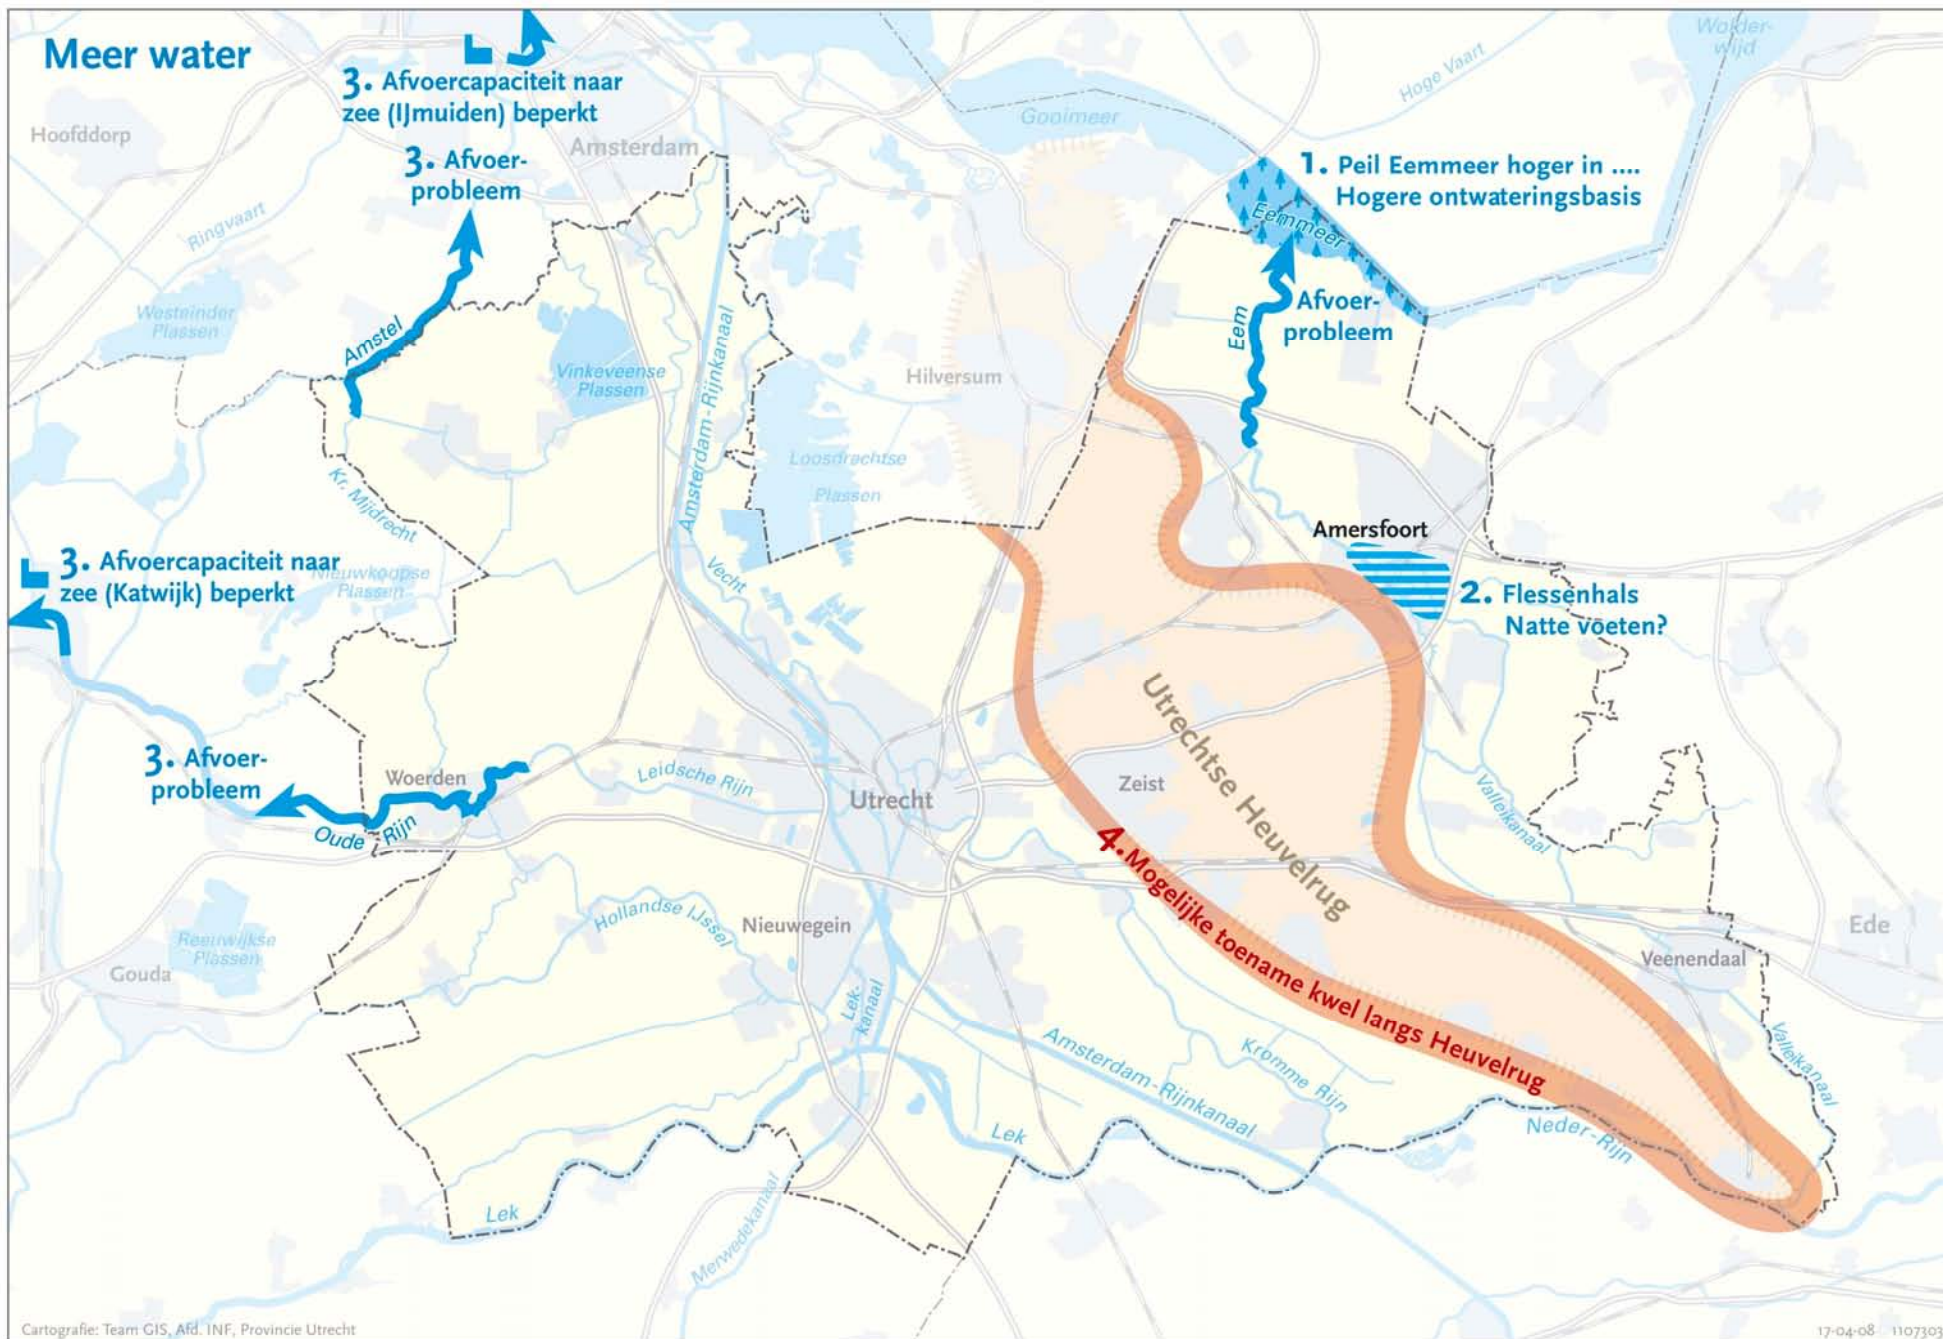 Meer water
3. Afvoercapaciteit naar
zee (IJmuiden) beperkt
3. Afvoer-
probleem
Hoofddorp
Amsterdam
Ringvaart
Westeinder
Plassen
Amstel
Vinkeveense
Plassen
Amsterdam-Rijnkanaal
Gooimeer
Hoge Vaart
Wolder-
wijd
1. Peil Eemmeer hoger in ....
Hogere ontwateringsbasis
Eemmeer
Eem
Afvoer-
probleem
Hilversum
Loosdrechtse
Plassen
Kr. Mijdrecht
3. Afvoercapaciteit naar
zee (Katwijk) beperkt
Nieuwkoopse
Plassen
Vecht
Amersfoort
2. Flessenhals
Natte voeten?
3. Afvoer-
probleem
Woerden
Oude Rijn
Leidsche Rijn
Utrecht
Zeist
Utrechtse Heuvelrug
Valleikanaal
4. Mogelijke toename kwel langs Heuvelrug
Hollandse IJssel
Nieuwegein
Reeuwijkse
Plassen
Gouda
Lek-
kanaal
Ede
Veenendaal
Valleikanaal
Amsterdam-Rijnkanaal
Kromme Rijn
Neder-Rijn
Lek
Lek
Merwedekanaal
Cartografie: Team GIS, Afd. INF, Provincie Utrecht
17-04-08 1107303